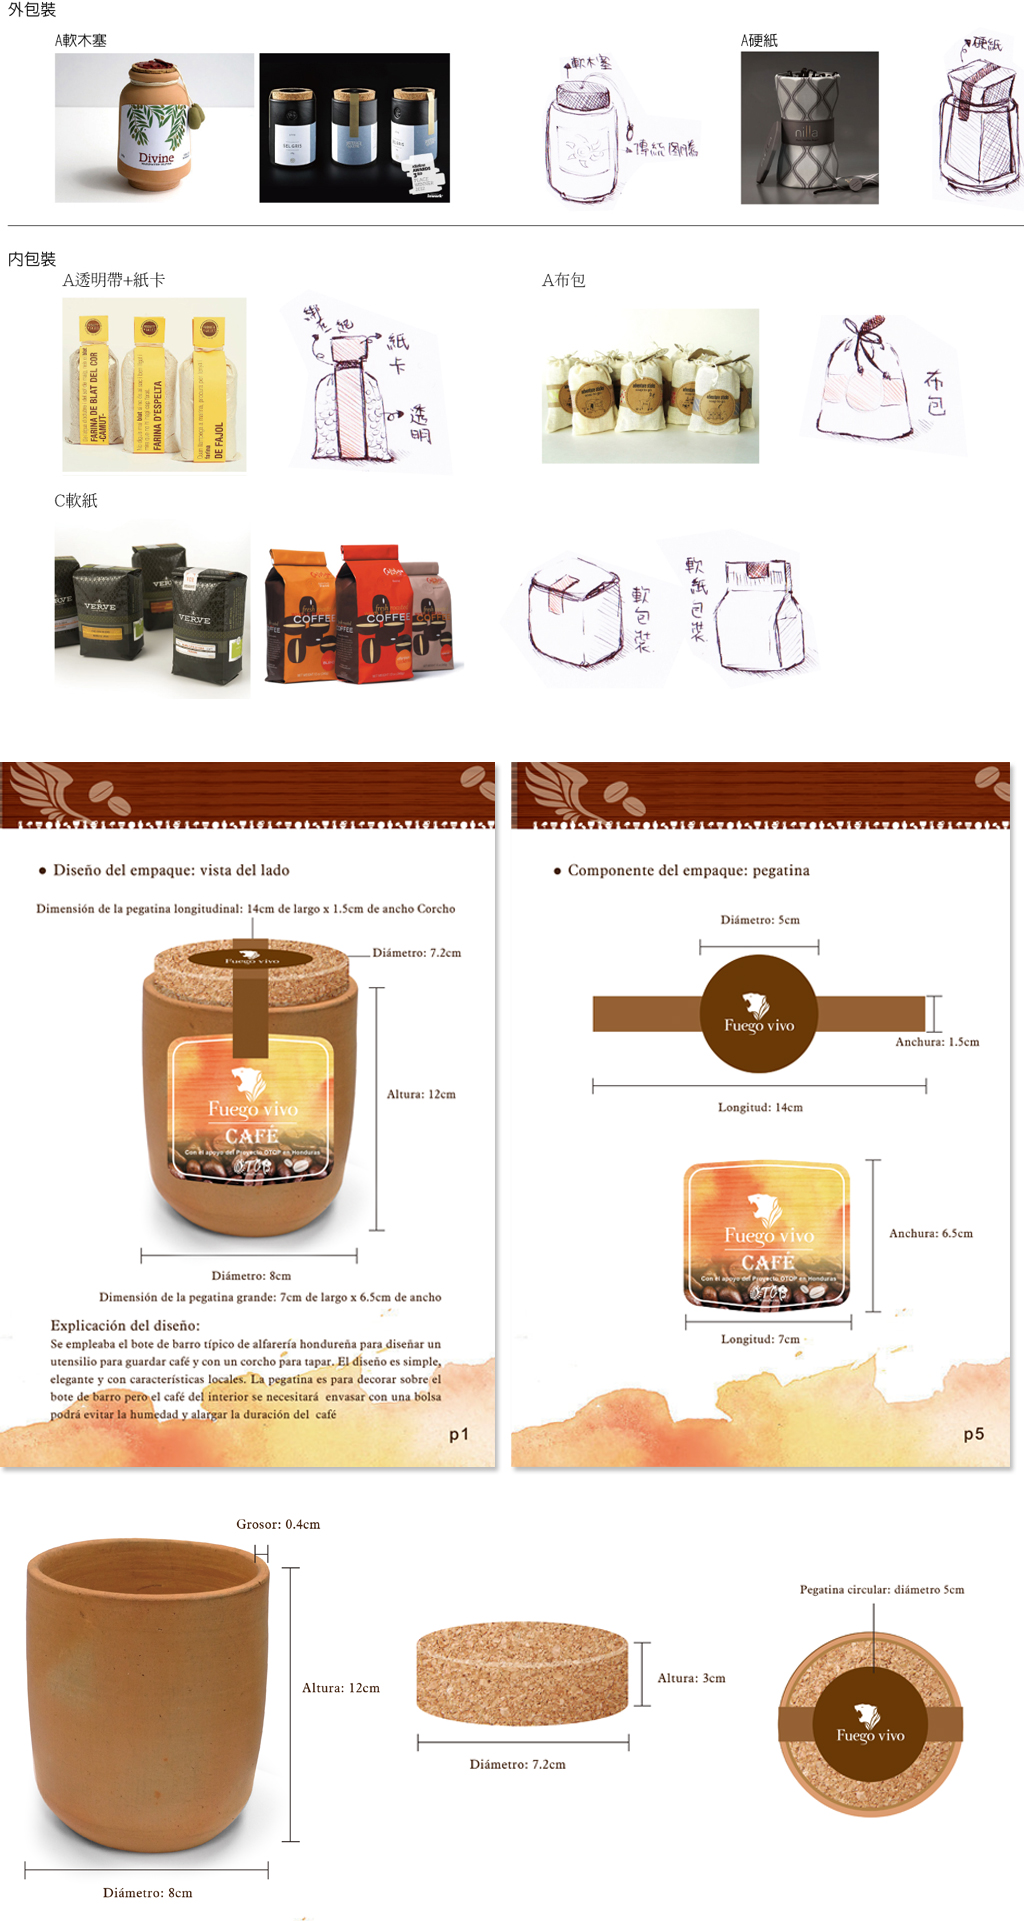 外包裝
A軟木塞
A硬紙
Divine
SEL GRIS
nilla
軟木塞
傳統圖騰
硬紙
內包裝
A透明帶+紙卡
A布包
FARINA DE BLAT DEL COR
-CAMUT-
FARINA D'ESPELTA
farina
DE FAJOL
綁在一起
紙卡
透明
布包
C軟紙
VERVE
VERVE
VERVE
fresh
COFFEE
fresh
COFFEE
COFFEE
軟包裝
軟紙包裝
• Diseño del empaque: vista del lado
Dimensión de la pegatina longitudinal: 14cm de largo x 1.5cm de ancho Corcho
Diámetro: 7.2cm
Fuego vivo
Altura: 12cm
Fuego vivo
CAFÉ
Con el apoyo del Proyecto OTOP en Honduras
OTOP
Diámetro: 8cm
Dimensión de la pegatina grande: 7cm de largo x 6.5cm de ancho
Explicación del diseño:
Se empleaba el bote de barro típico de alfarería hondureña para diseñar un
utensilio para guardar café y con un corcho para tapar. El diseño es simple,
elegante y con características locales. La pegatina es para decorar sobre el
bote de barro pero el café del interior se necesitará envasar con una bolsa
podrá evitar la humedad y alargar la duración del café
p1
• Componente del empaque: pegatina
Diámetro: 5cm
Fuego vivo
Anchura: 1.5cm
Longitud: 14cm
Fuego vivo
CAFÉ
Con el apoyo del Proyecto OTOP en Honduras
OTOP
Anchura: 6.5cm
Longitud: 7cm
p5
Grosor: 0.4cm
Altura: 12cm
Diámetro: 8cm
Altura: 3cm
Diámetro: 7.2cm
Pegatina circular: diámetro 5cm
Fuego vivo